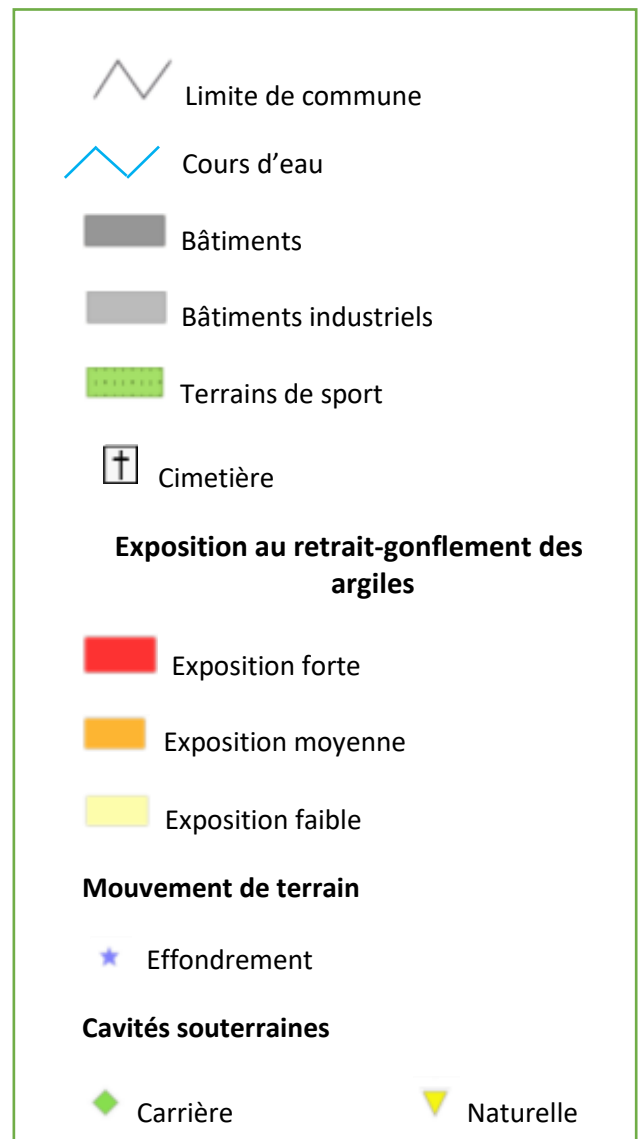 Limite de commune
Cours d’eau
Bâtiments
Bâtiments industriels
Terrains de sport
Cimetière
Exposition au retrait-gonflement des
argiles
Exposition forte
Exposition moyenne
Exposition faible
Mouvement de terrain
Effondrement
Cavités souterraines
Carrière Naturelle